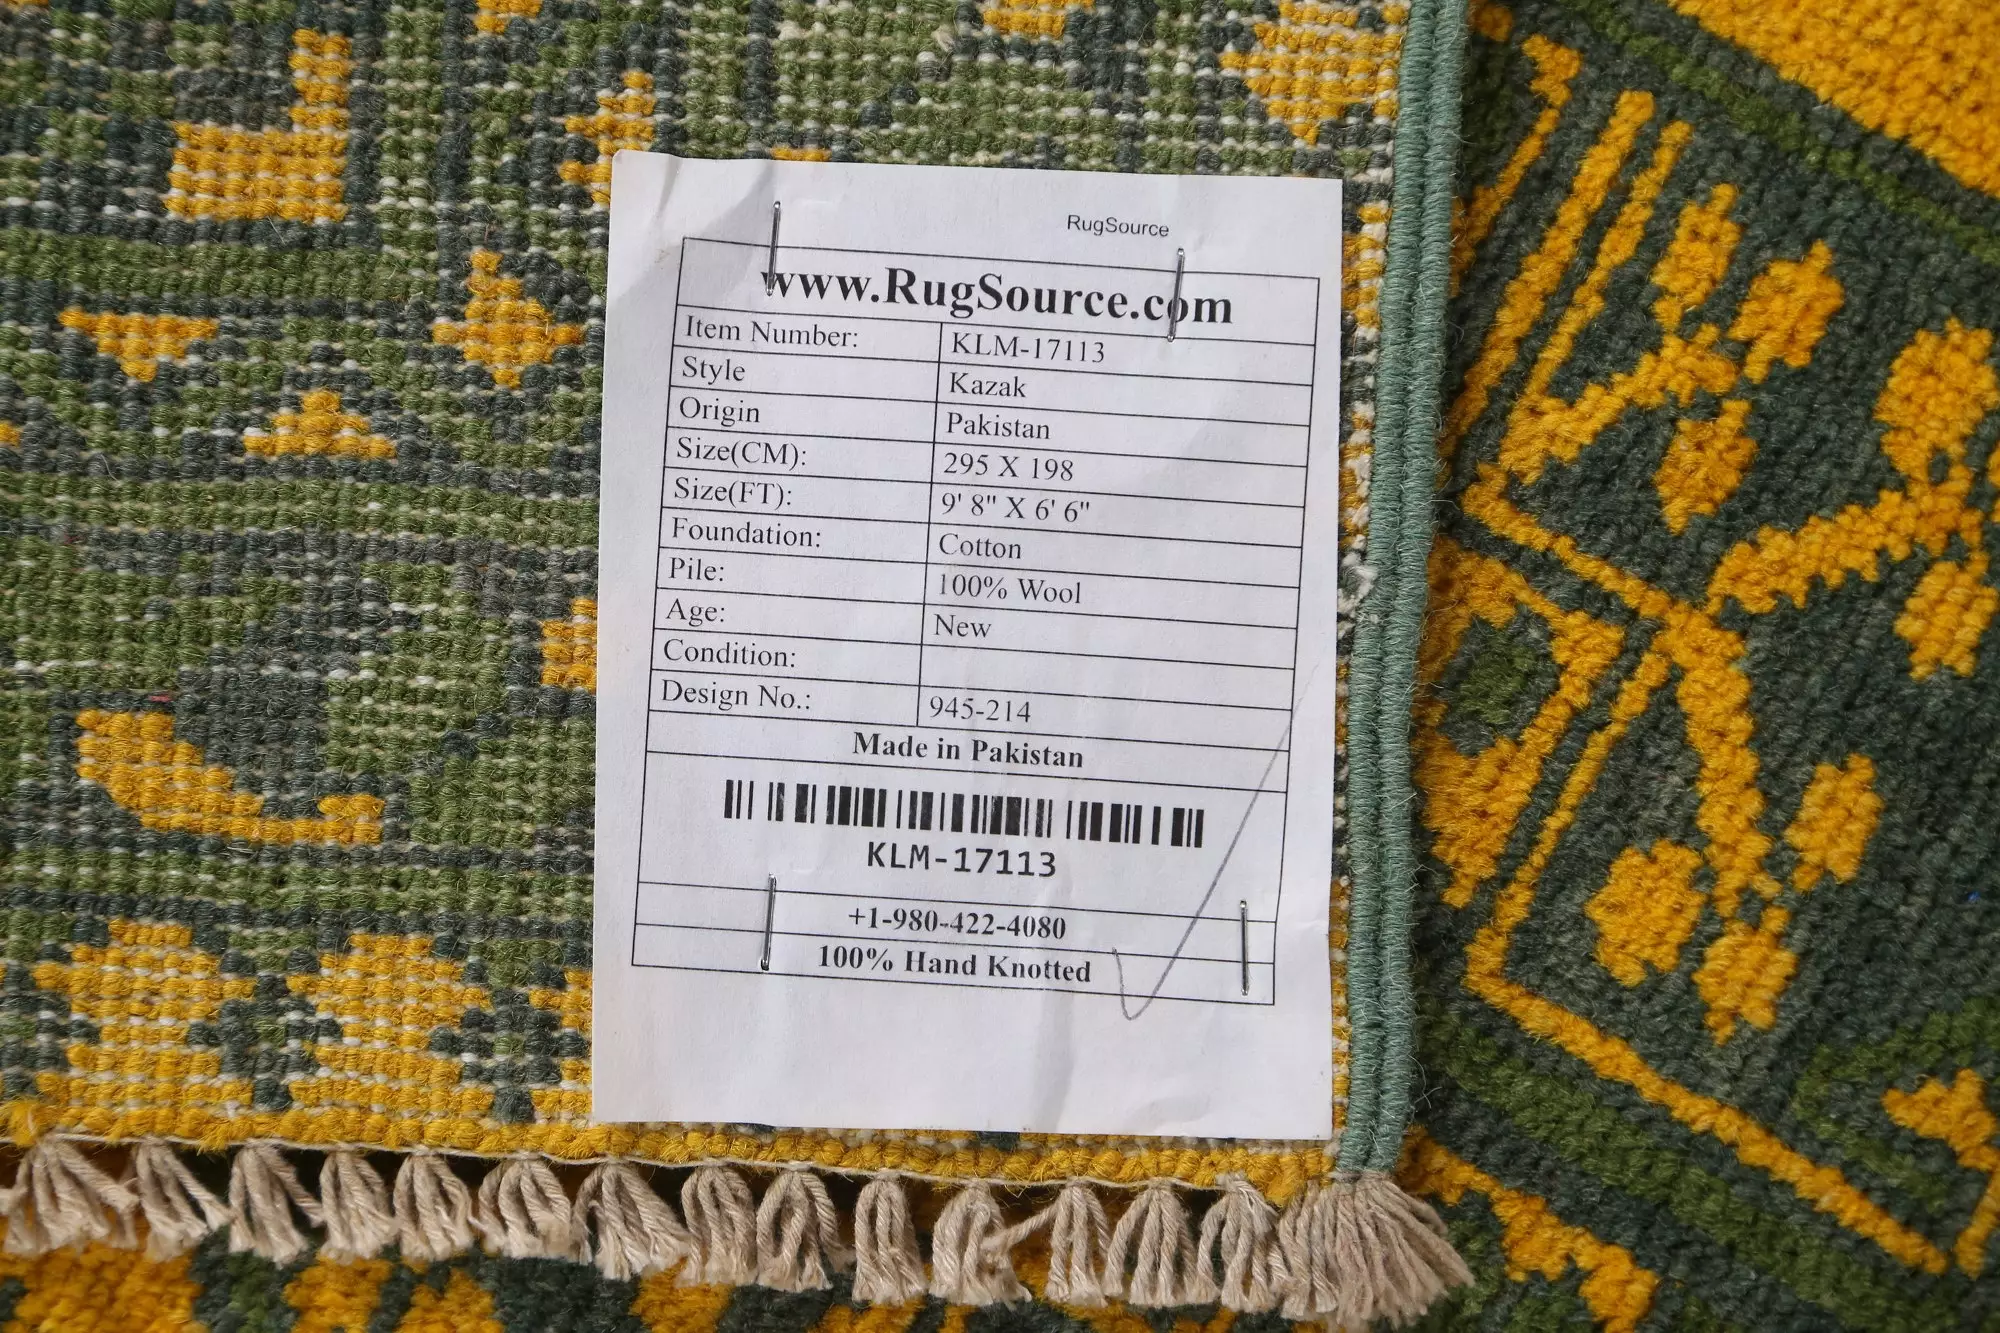 RugSource
www.RugSource.com
Item Number: KLM-17113
Style Kazak
Origin Pakistan
Size(CM): 295 X 198
Size(FT): 9' 8" X 6' 6"
Foundation: Cotton
Pile: 100% Wool
Age: New
Condition:
Design No.: 945-214
Made in Pakistan
KLM-17113
+1-980-422-4080
100% Hand Knotted